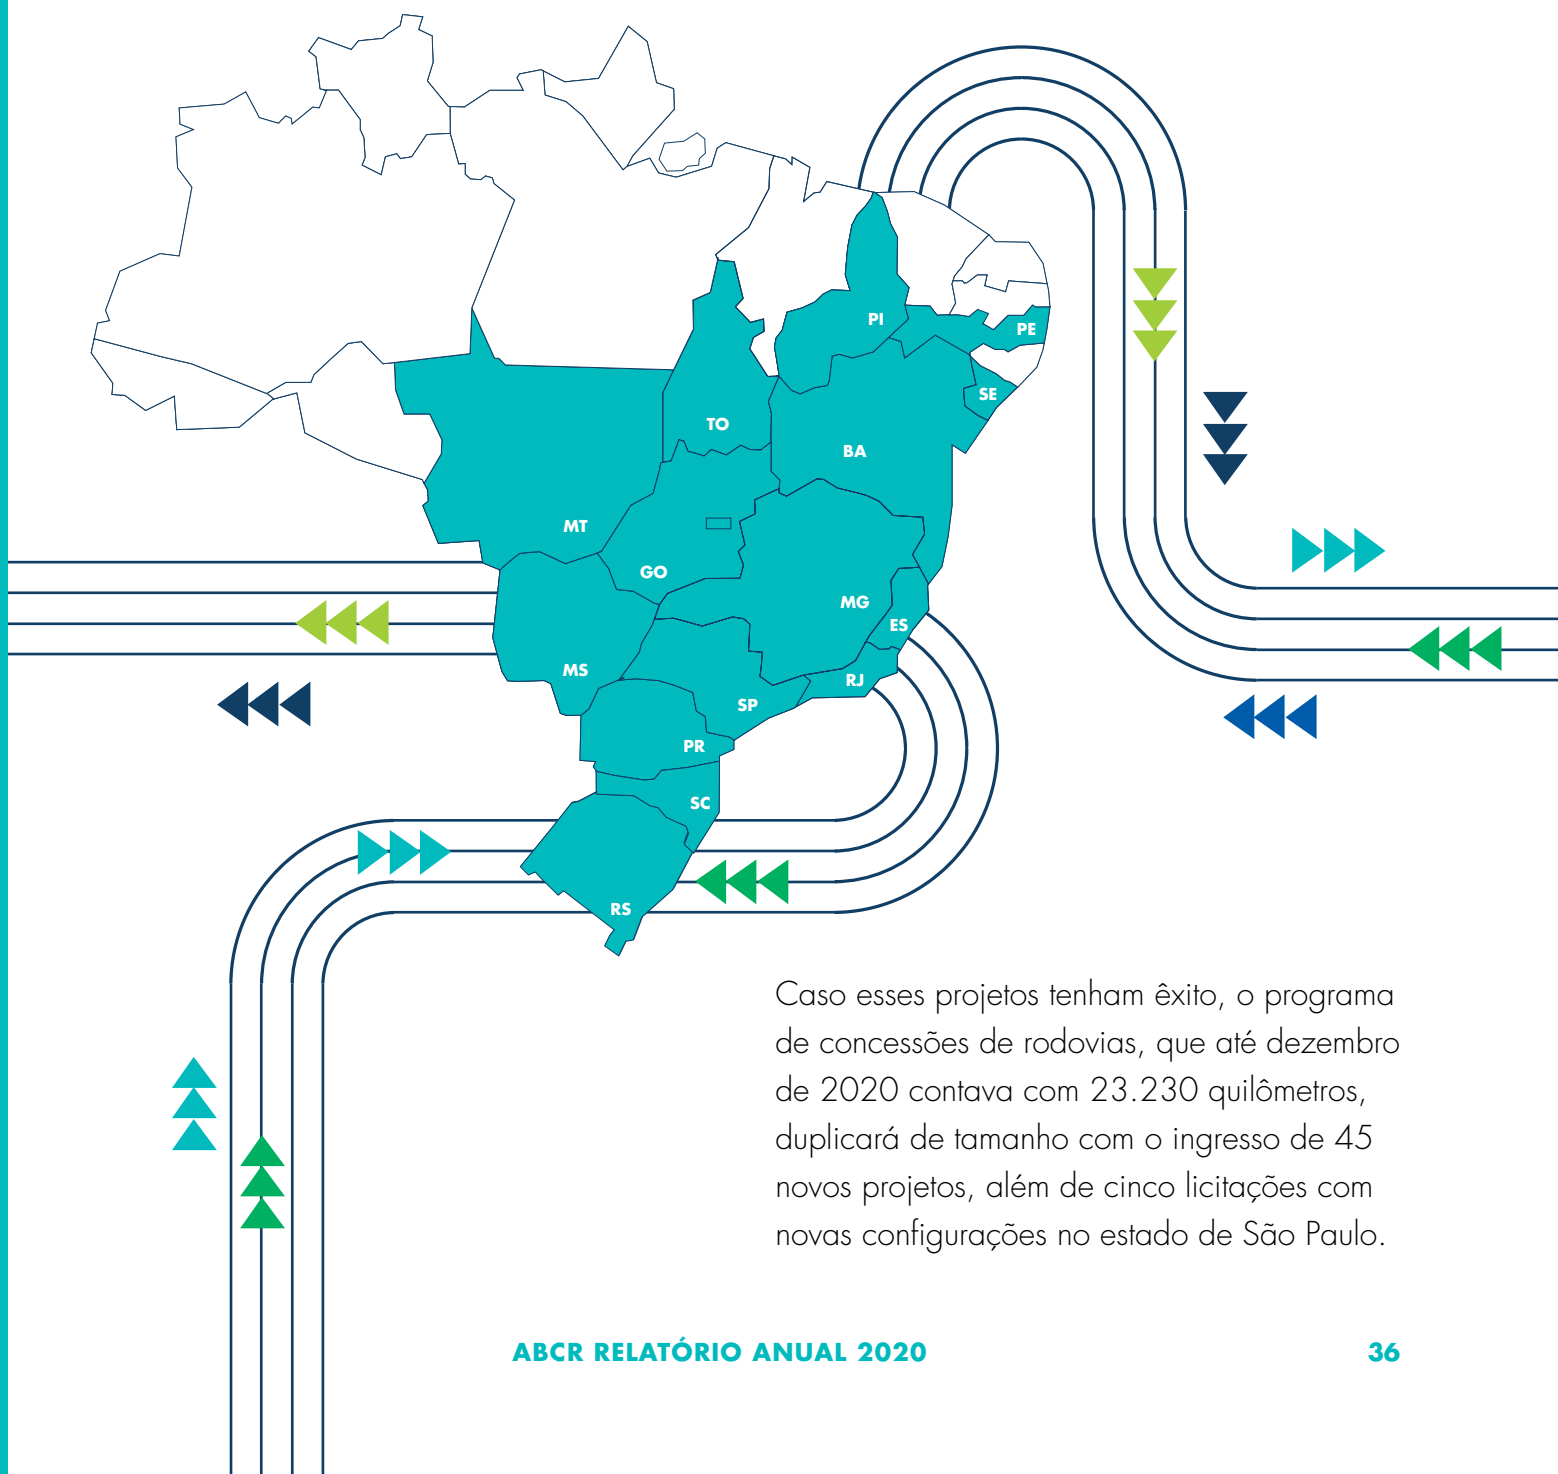 PI
PE
SE
TO
BA
MT
GO
MG
ES
MS
RJ
SP
PR
SC
RS
Caso esses projetos tenham êxito, o programa
de concessões de rodovias, que até dezembro
de 2020 contava com 23.230 quilômetros,
duplicará de tamanho com o ingresso de 45
novos projetos, além de cinco licitações com
novas configurações no estado de São Paulo.
ABCR RELATÓRIO ANUAL 2020 36